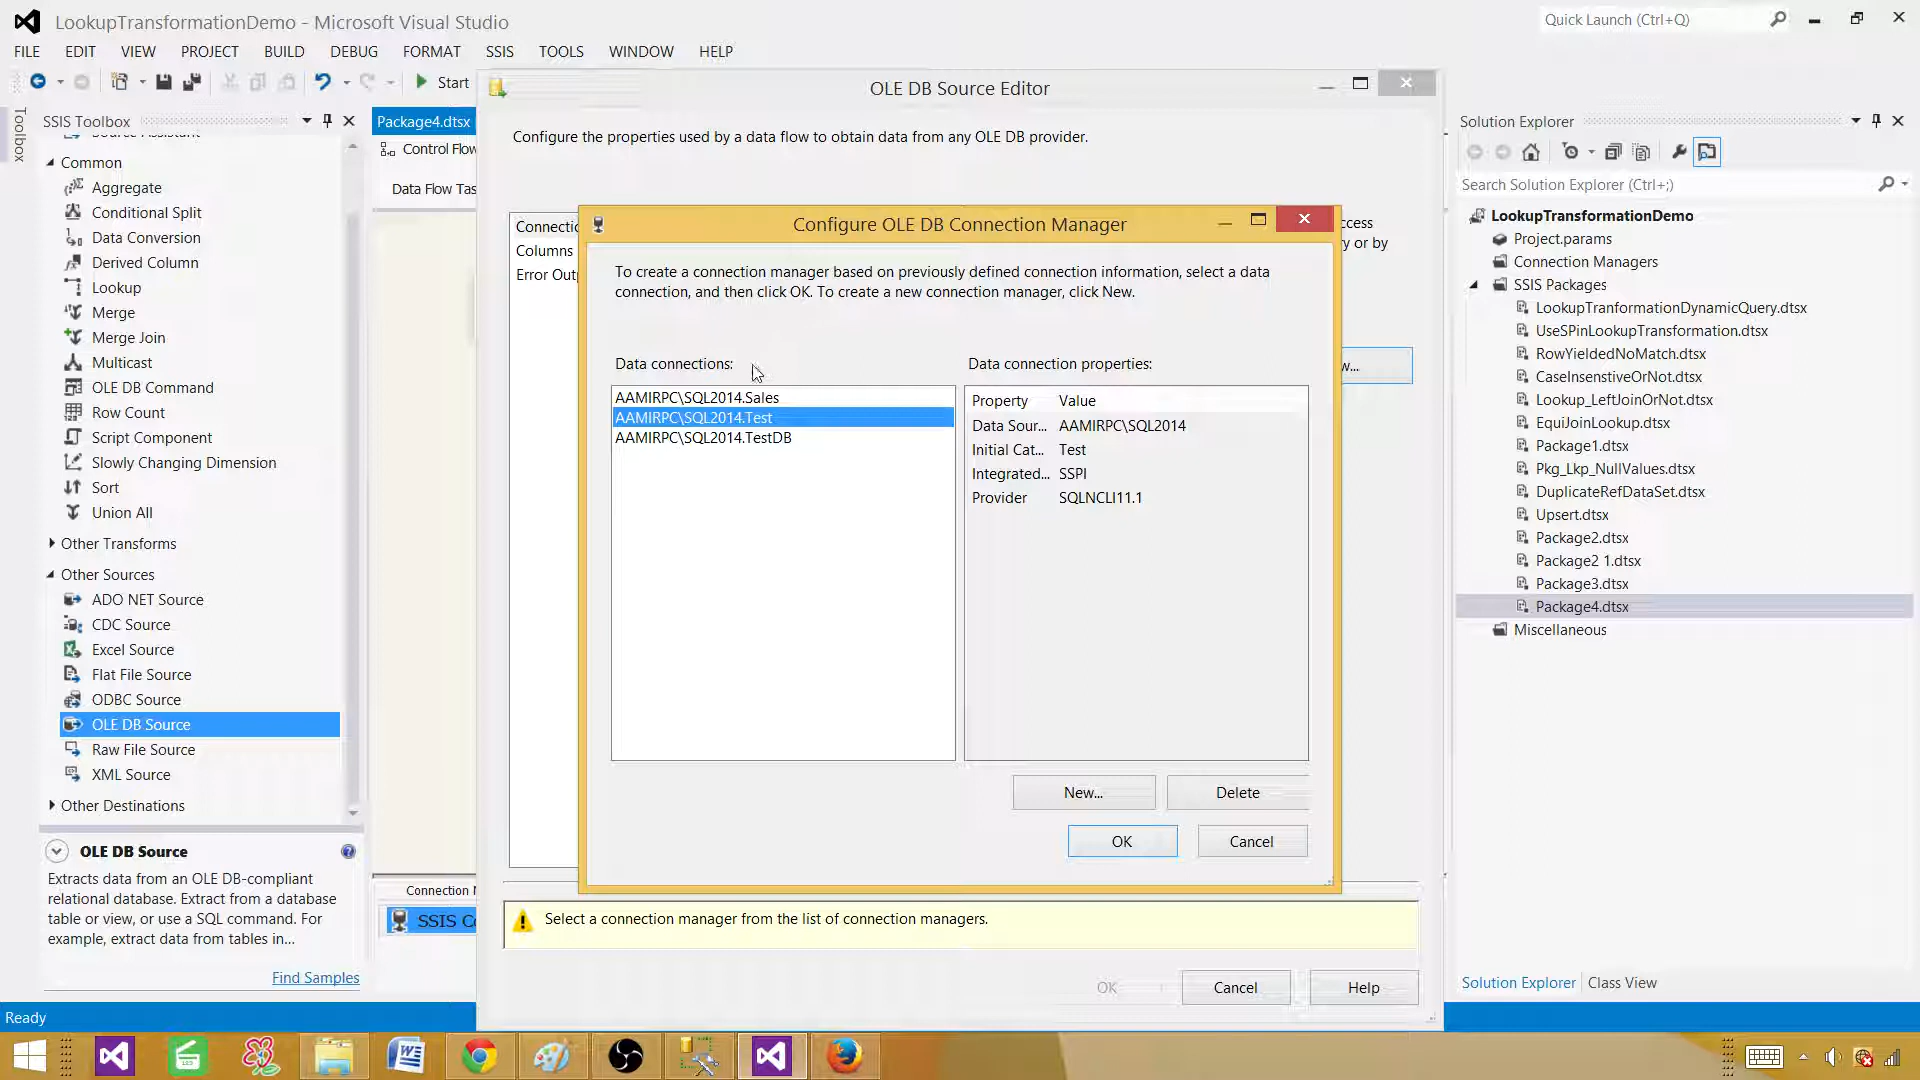 LookupTransformationDemo - Microsoft Visual Studio
Quick Launch (Ctrl+Q)
FILE EDIT VIEW PROJECT BUILD DEBUG FORMAT SSIS TOOLS WINDOW HELP
Start
Toolbox
SSIS Toolbox
Common
Aggregate
Conditional Split
Data Conversion
Derived Column
Lookup
Merge
Merge Join
Multicast
OLE DB Command
Row Count
Script Component
Slowly Changing Dimension
Sort
Union All
Other Transforms
Other Sources
ADO NET Source
CDC Source
Excel Source
Flat File Source
ODBC Source
OLE DB Source
Raw File Source
XML Source
Other Destinations
OLE DB Source
Extracts data from an OLE DB-compliant
relational database. Extract from a database
table or view, or use a SQL command. For
example, extract data from tables in...
Find Samples
Package4.dtsx
Control Flow
Data Flow Tas
Connection
SSIS Co
OLE DB Source Editor
Configure the properties used by a data flow to obtain data from any OLE DB provider.
Connectio
Columns
Error Outp
cess
y or by
w...
Configure OLE DB Connection Manager
To create a connection manager based on previously defined connection information, select a data
connection, and then click OK. To create a new connection manager, click New.
Data connections:
AAMIRPC\SQL2014.Sales
AAMIRPC\SQL2014.Test
AAMIRPC\SQL2014.TestDB
Data connection properties:
Property Value
Data Sour... AAMIRPC\SQL2014
Initial Cat... Test
Integrated... SSPI
Provider SQLNCLI11.1
New... Delete
OK Cancel
Select a connection manager from the list of connection managers.
OK Cancel Help
Solution Explorer
Search Solution Explorer (Ctrl+;)
LookupTransformationDemo
Project.params
Connection Managers
SSIS Packages
LookupTranformationDynamicQuery.dtsx
UseSPinLookupTransformation.dtsx
RowYieldedNoMatch.dtsx
CaseInsenstiveOrNot.dtsx
Lookup_LeftJoinOrNot.dtsx
EquiJoinLookup.dtsx
Package1.dtsx
Pkg_Lkp_NullValues.dtsx
DuplicateRefDataSet.dtsx
Upsert.dtsx
Package2.dtsx
Package2 1.dtsx
Package3.dtsx
Package4.dtsx
Miscellaneous
Solution Explorer Class View
Ready